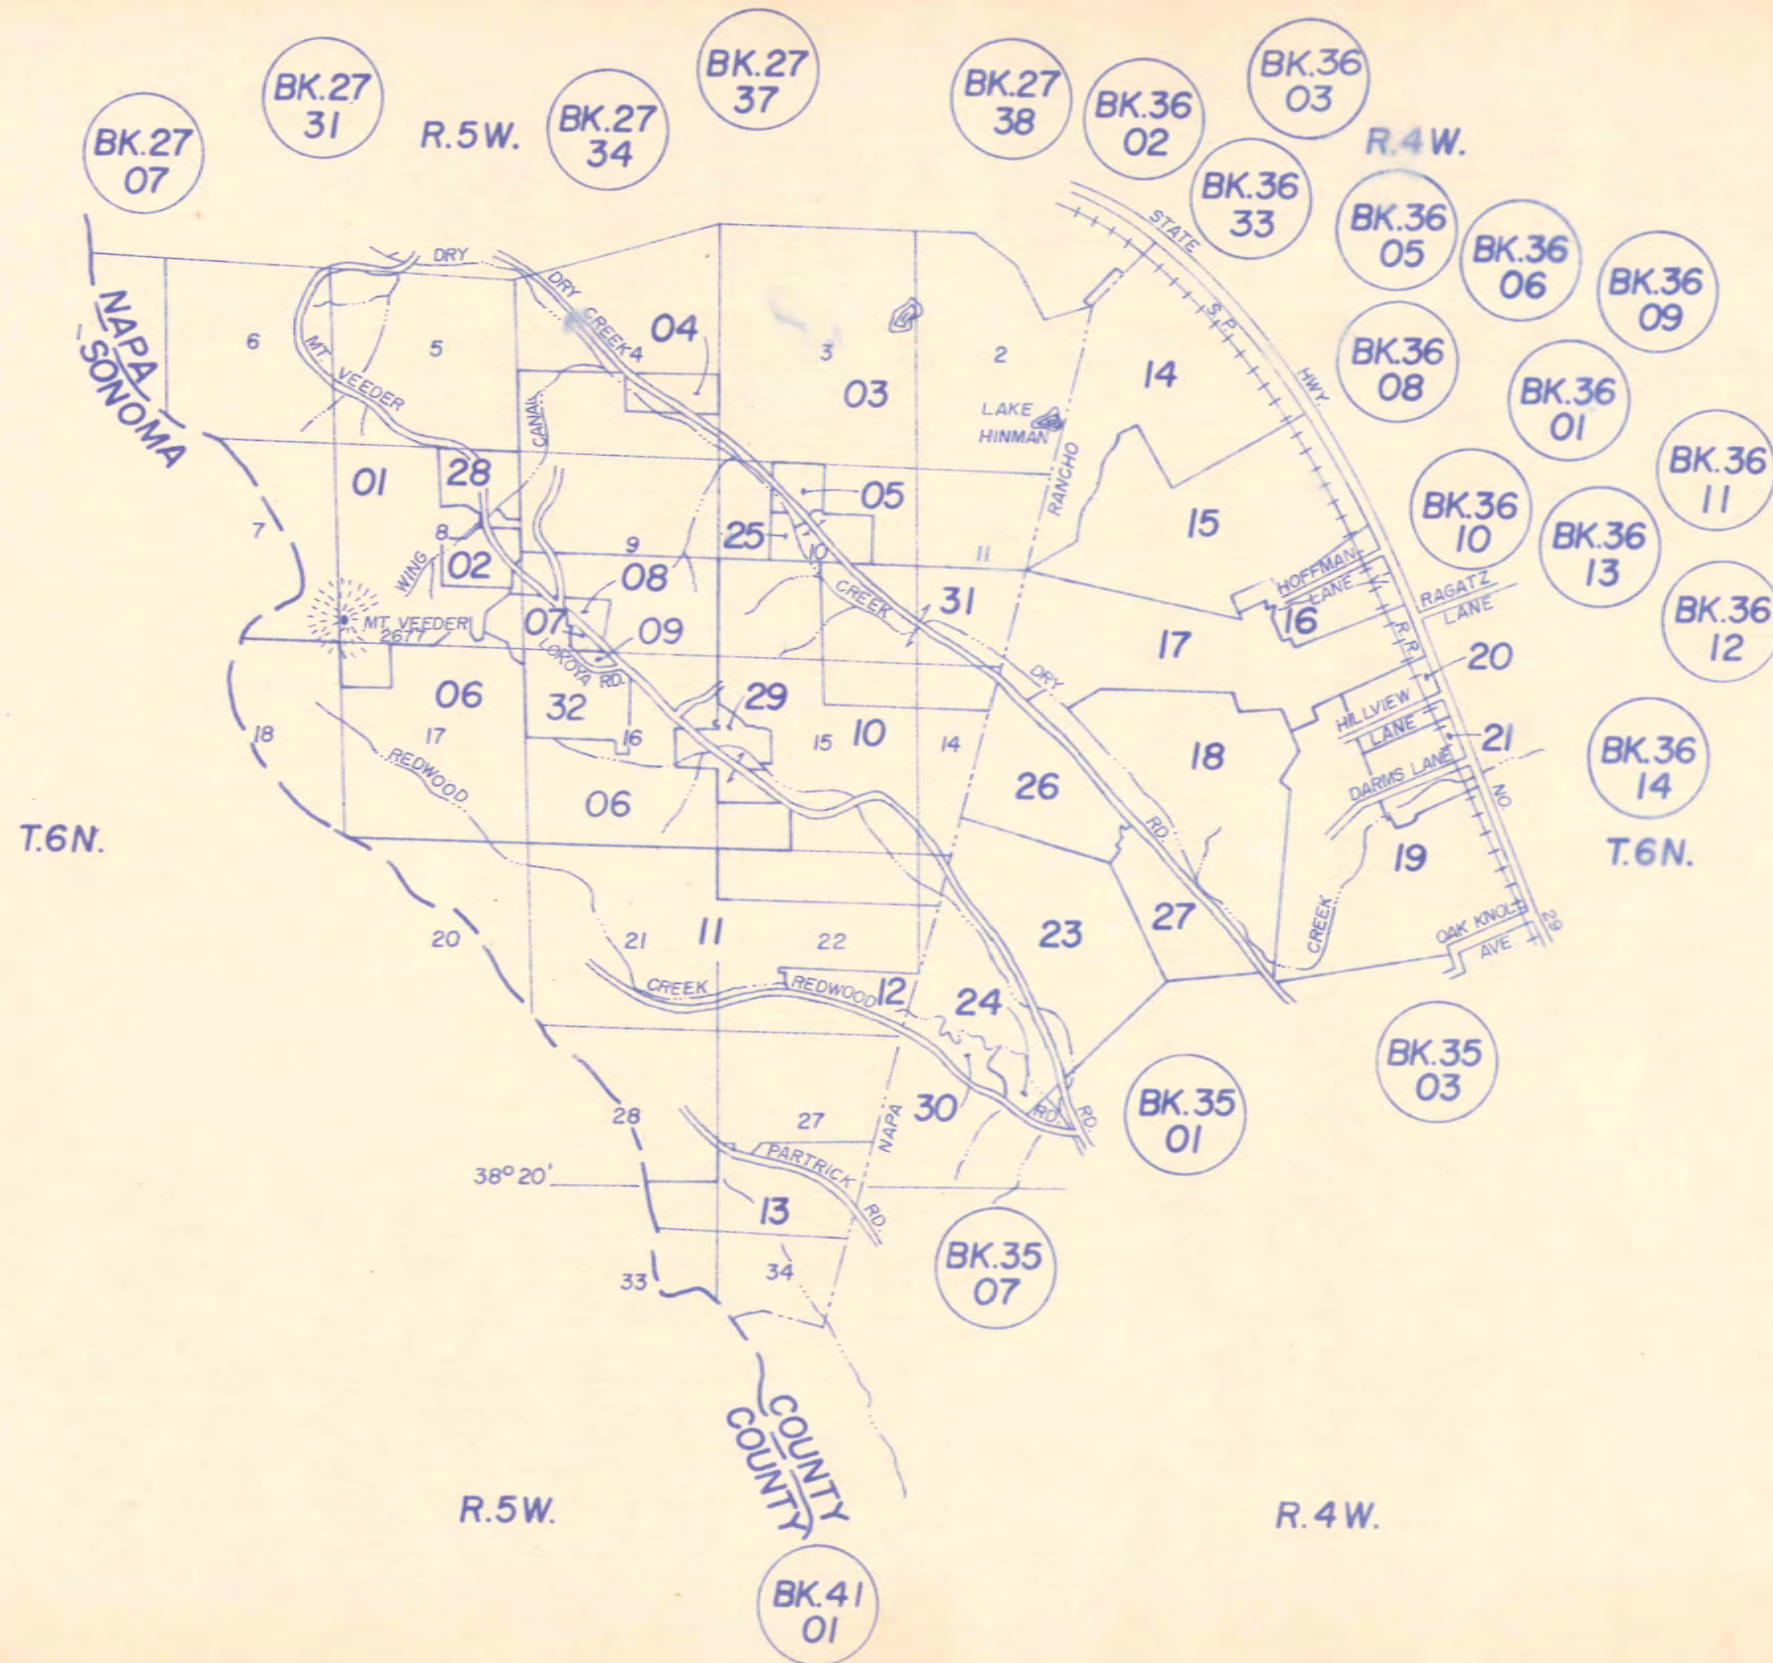 BK.27
07
BK.27
31
R.5W.
BK.27
34
BK.27
37
BK.27
38
BK.36
02
BK.36
03
R.4W.
BK.36
33
BK.36
05
BK.36
06
BK.36
09
BK.36
08
BK.36
01
BK.36
11
BK.36
10
BK.36
13
BK.36
12
BK.36
14
T.6N.
T.6N.
NAPA
SONOMA
STATE
HWY.
S.P.
R.R.
NO.
29
DRY
DRY
CREEK
4
04
6
5
3
03
2
14
MT.
VEEDER
CANAL
LAKE
HINMAN
RANCHO
01
28
05
15
7
8
9
25
10
11
WING
02
08
CREEK
31
HOFFMAN
LANE
RAGATZ
LANE
16
MT. VEEDER
2677
07
09
17
20
LOKOYA RD.
DRY
06
32
29
HILLVIEW
LANE
18
17
16
15
10
14
18
21
REDWOOD
26
DARMS LANE
06
RD.
19
20
21
11
22
23
27
CREEK
OAK KNOLL
AVE
CREEK
REDWOOD
12
24
BK.35
03
28
27
NAPA
30
RD.
RD.
BK.35
01
38° 20'
PARTRICK
RD.
13
33
34
BK.35
07
COUNTY
COUNTY
R.5W.
R.4W.
BK.41
01